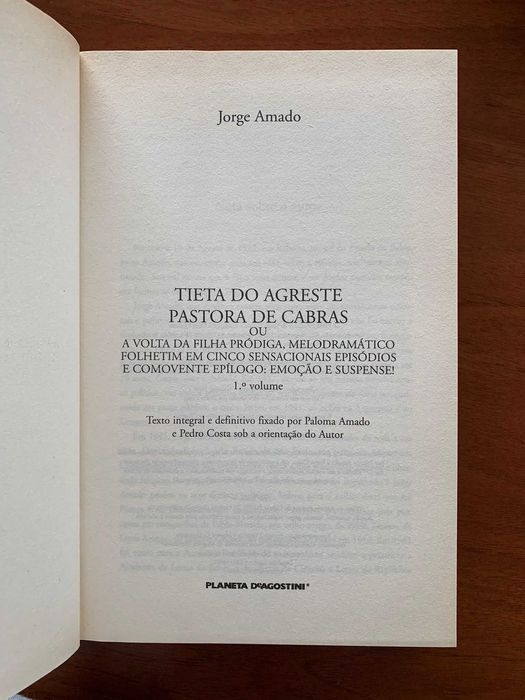 Jorge Amado
TIETA DO AGRESTE
PASTORA DE CABRAS
OU
A VOLTA DA FILHA PRÓDIGA, MELODRAMÁTICO
FOLHETIM EM CINCO SENSACIONAIS EPISÓDIOS
E COMOVENTE EPÍLOGO: EMOÇÃO E SUSPENSE!
1.º volume
Texto integral e definitivo fixado por Paloma Amado
e Pedro Costa sob a orientação do Autor
PLANETA DeAGOSTINI®